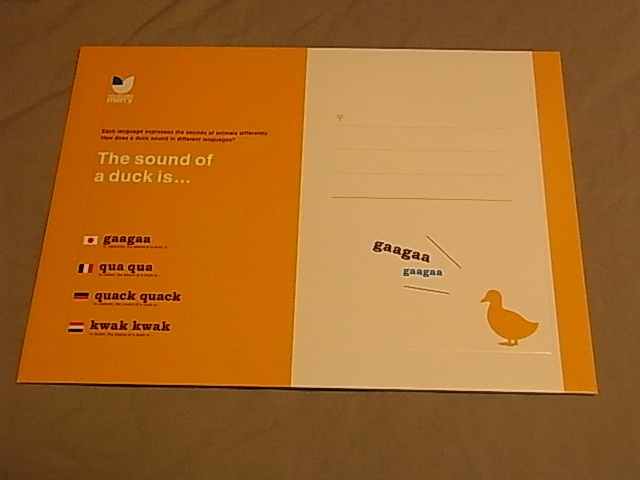 merry
Each language expresses the sounds of animals differently
How does a duck sound in different languages?
The sound of
a duck is...
gaagaa
qua qua
quack quack
kwak kwak
〒
gaagaa
gaagaa